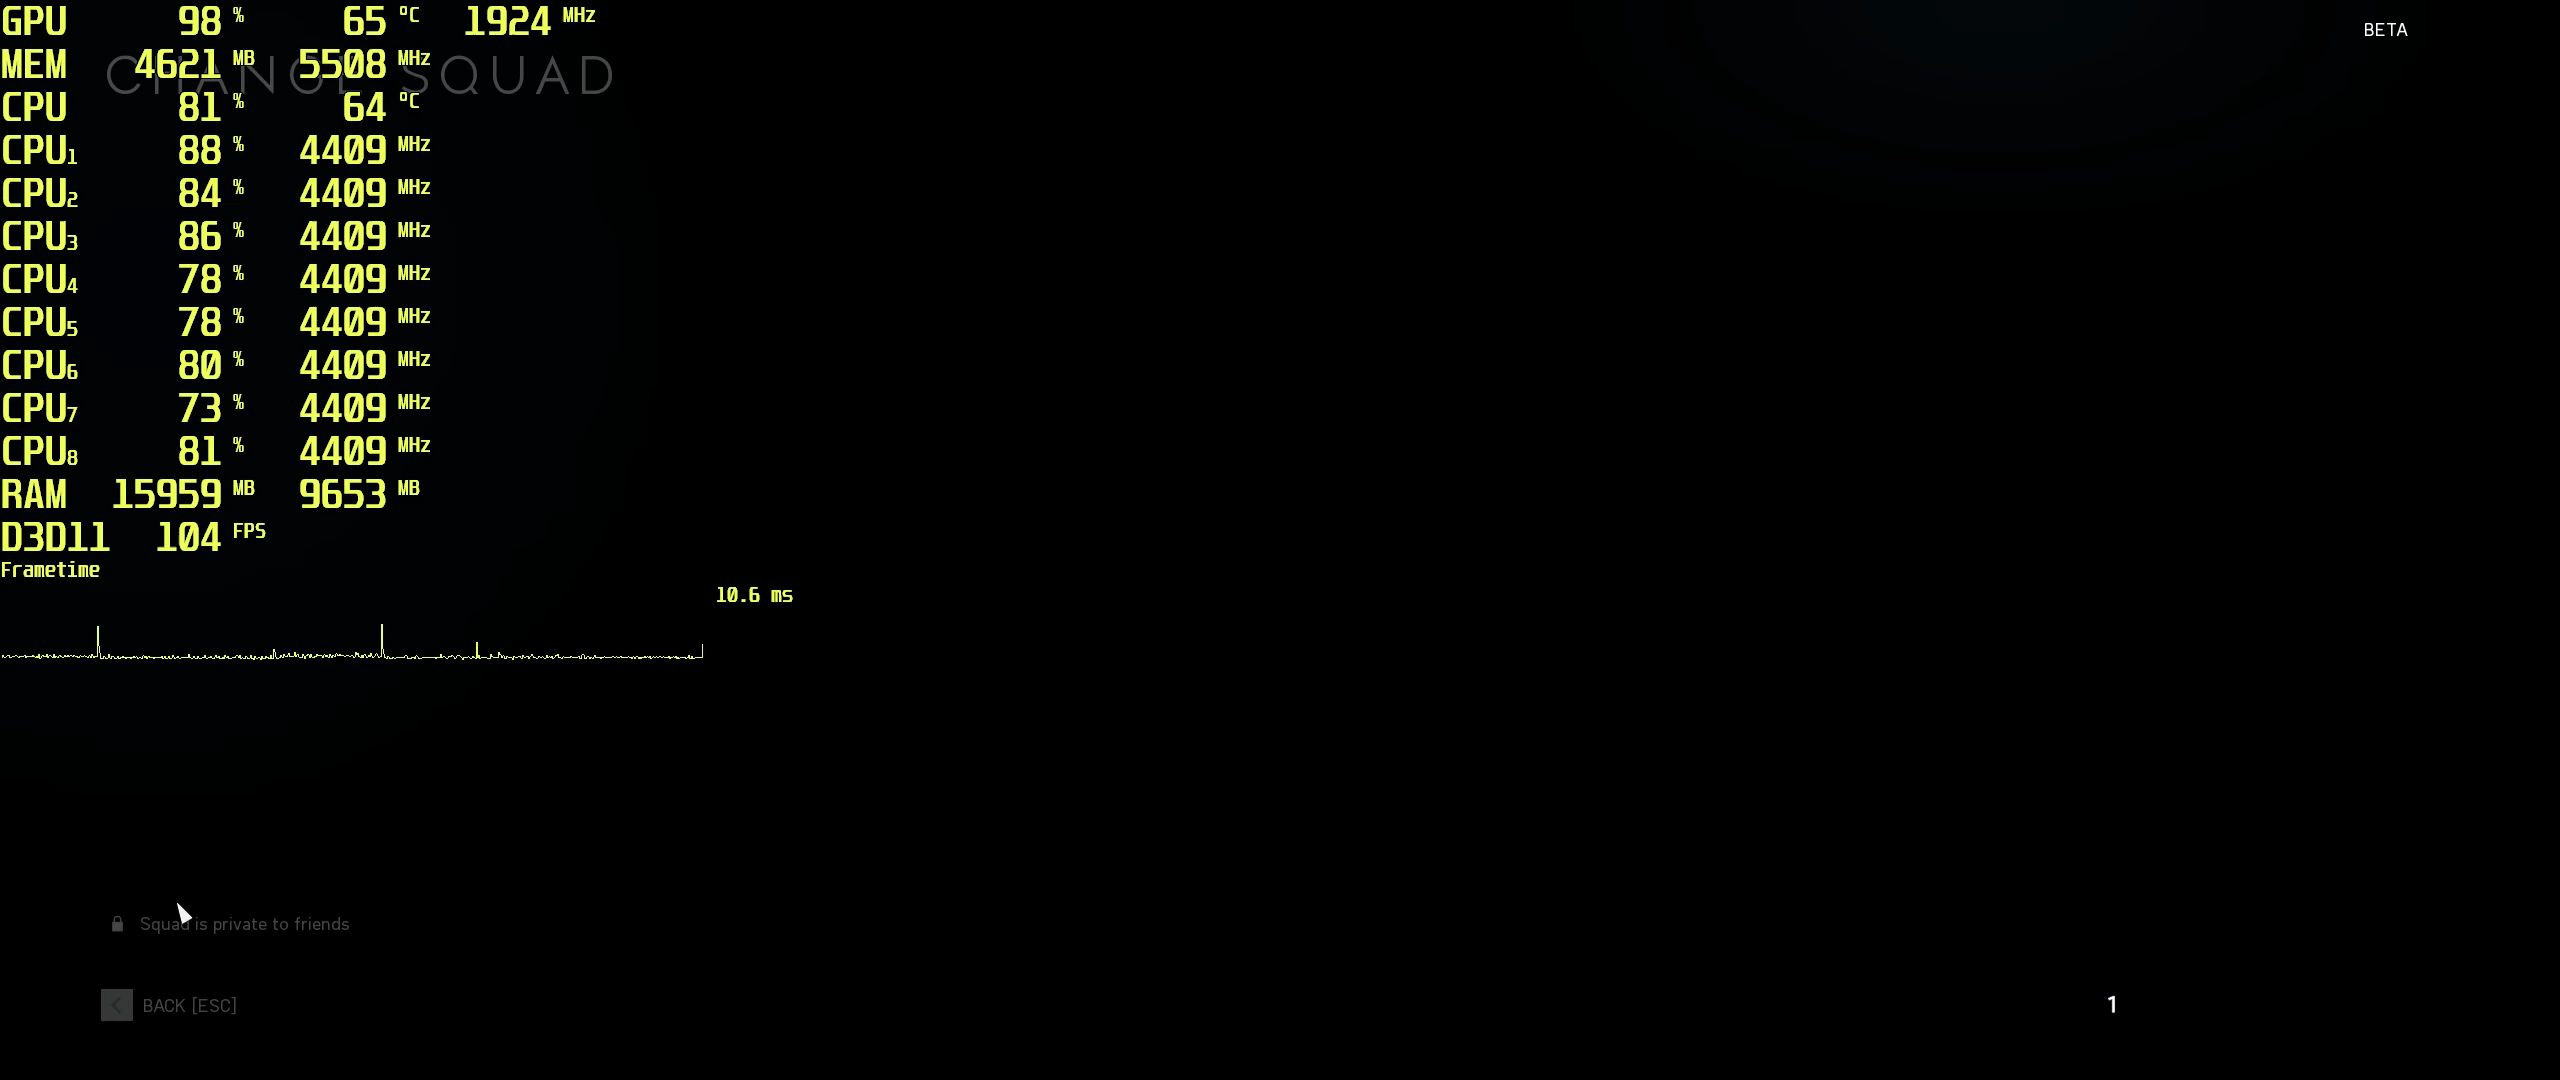 GPU 98 % 65 °C 1924 MHz
BETA
MEM 4621 MB 5508 MHz
CHANGE SQUAD
CPU 81 % 64 °C
CPU1 88 % 4409 MHz
CPU2 84 % 4409 MHz
CPU3 86 % 4409 MHz
CPU4 78 % 4409 MHz
CPU5 78 % 4409 MHz
CPU6 80 % 4409 MHz
CPU7 73 % 4409 MHz
CPU8 81 % 4409 MHz
RAM 15959 MB 9653 MB
D3D11 104 FPS
Frametime
10.6 ms
Squad is private to friends
BACK [ESC]
1